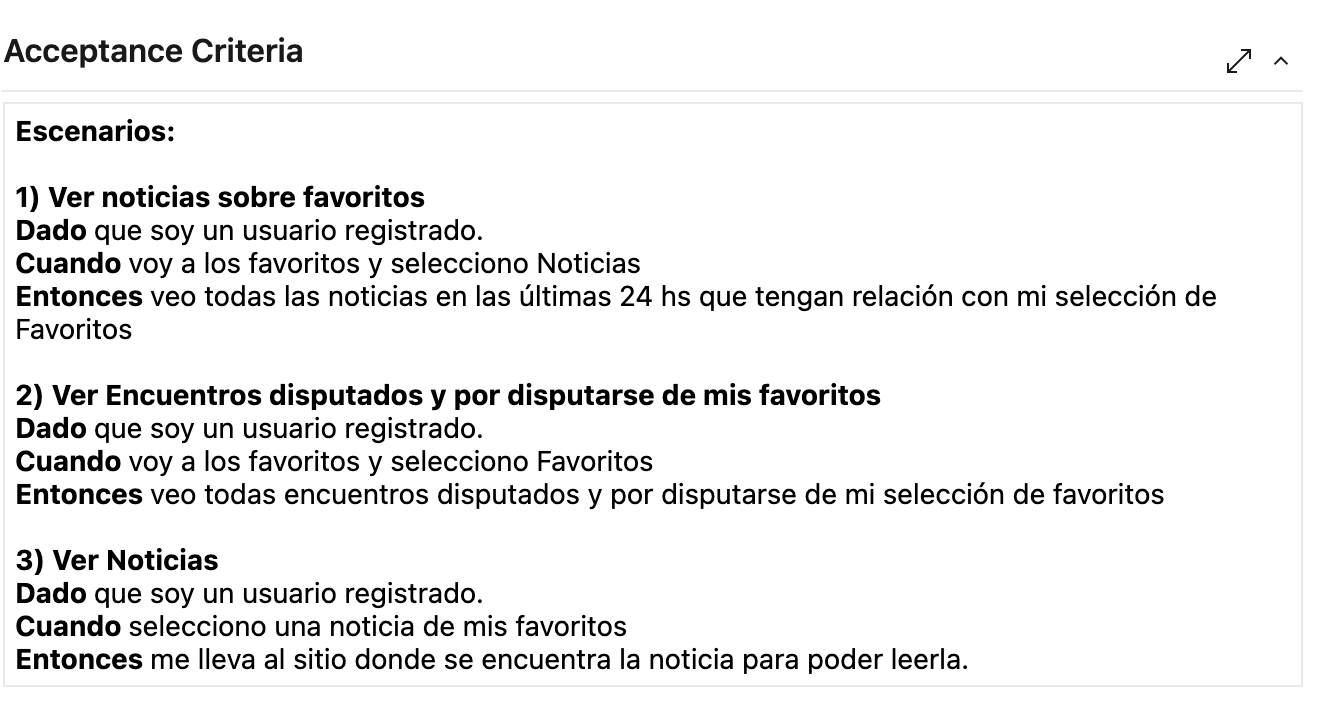 Acceptance Criteria
Escenarios:
1) Ver noticias sobre favoritos
Dado que soy un usuario registrado.
Cuando voy a los favoritos y selecciono Noticias
Entonces veo todas las noticias en las últimas 24 hs que tengan relación con mi selección de
Favoritos
2) Ver Encuentros disputados y por disputarse de mis favoritos
Dado que soy un usuario registrado.
Cuando voy a los favoritos y selecciono Favoritos
Entonces veo todas encuentros disputados y por disputarse de mi selección de favoritos
3) Ver Noticias
Dado que soy un usuario registrado.
Cuando selecciono una noticia de mis favoritos
Entonces me lleva al sitio donde se encuentra la noticia para poder leerla.